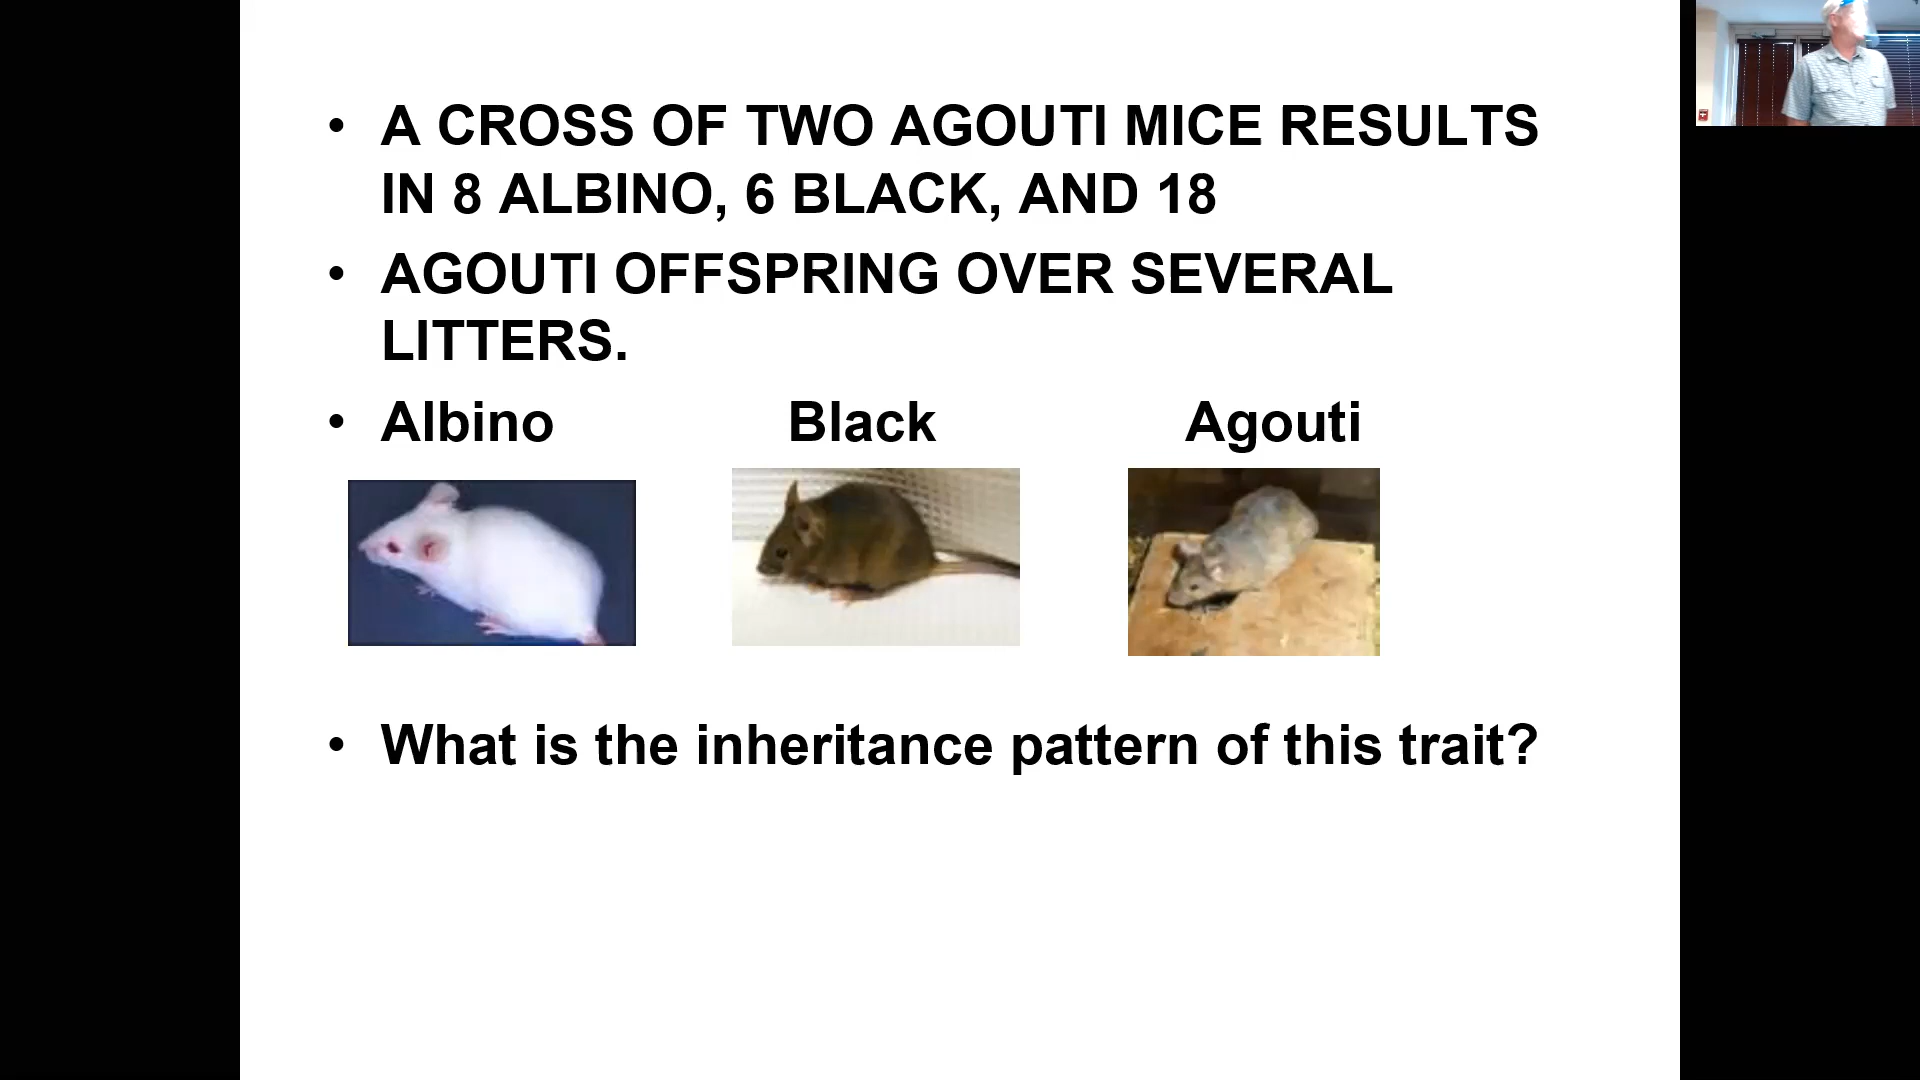 • A CROSS OF TWO AGOUTI MICE RESULTS
IN 8 ALBINO, 6 BLACK, AND 18
• AGOUTI OFFSPRING OVER SEVERAL
LITTERS.
• Albino Black Agouti
• What is the inheritance pattern of this trait?